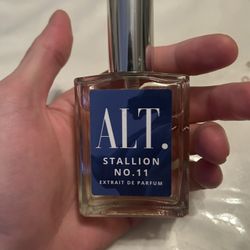 ALT.
STALLION
NO.11
EXTRAIT DE PARFUM